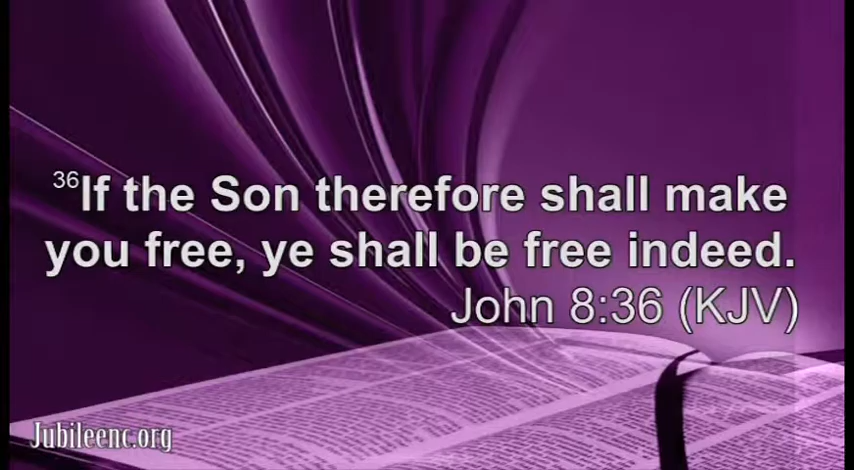 36If the Son therefore shall make
you free, ye shall be free indeed.
John 8:36 (KJV)
Jubileenc.org